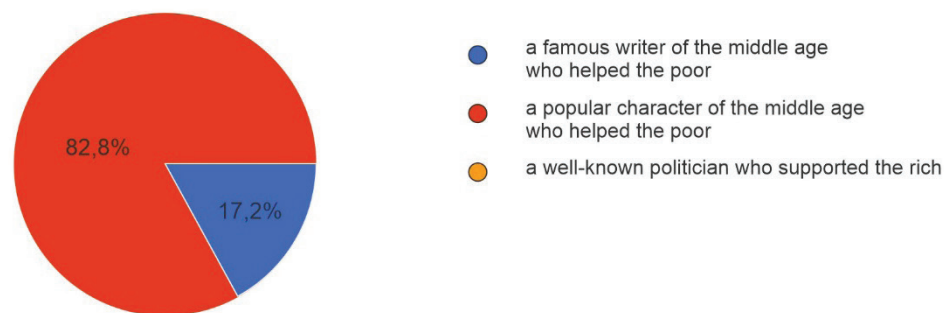 82,8%
17,2%
a famous writer of the middle age
who helped the poor
a popular character of the middle age
who helped the poor
a well-known politician who supported the rich